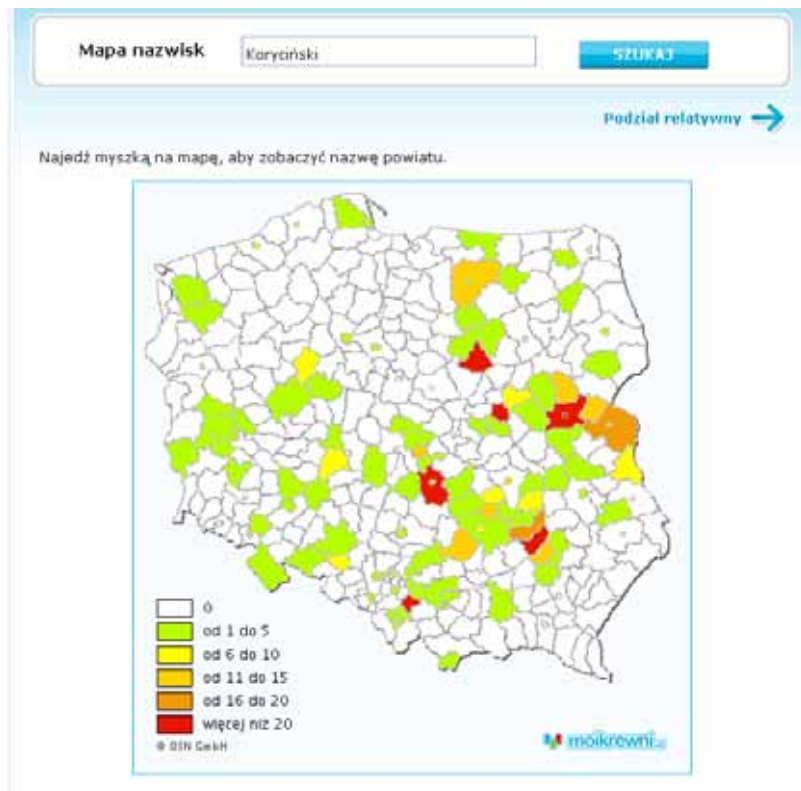 Mapa nazwisk
Koryciński
SZUKAJ
Podział relatywny
Najedź myszką na mapę, aby zobaczyć nazwę powiatu.
0
od 1 do 5
od 6 do 10
od 11 do 15
od 16 do 20
więcej niż 20
© DIN GmbH
moikrewni.pl